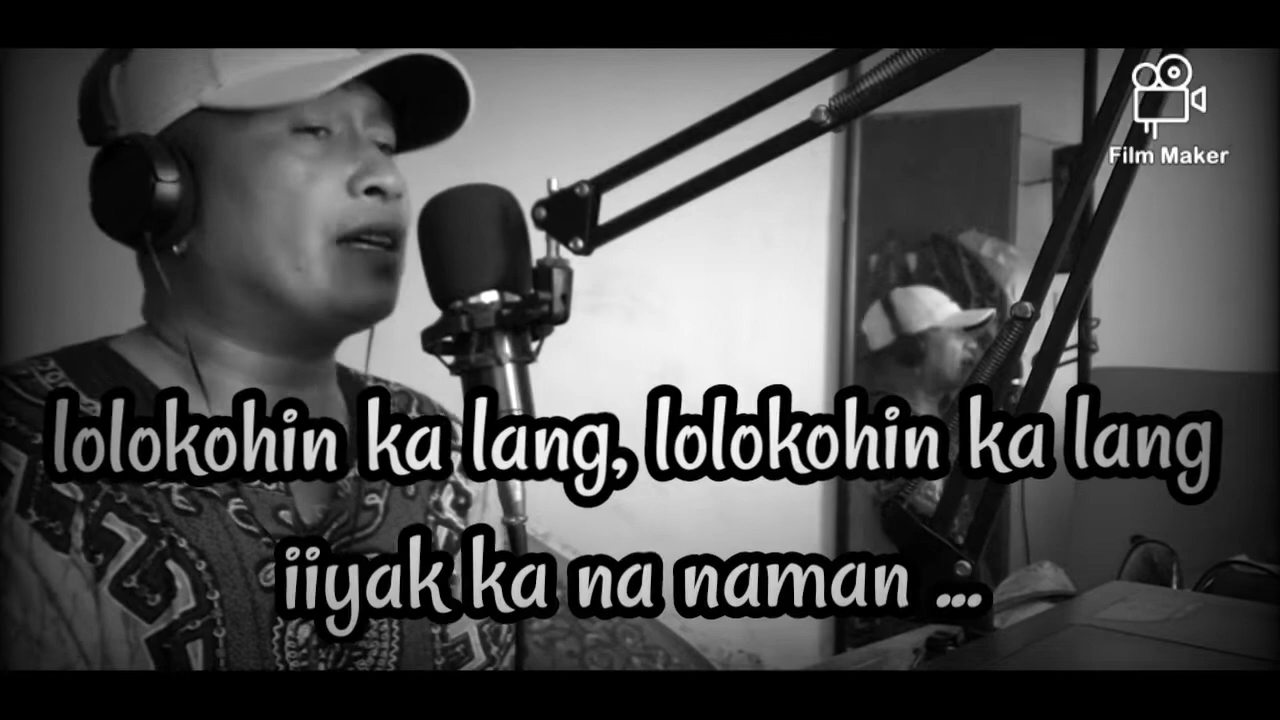 Film Maker
lolokohin ka lang, lolokohin ka lang
iiyak ka na naman ...